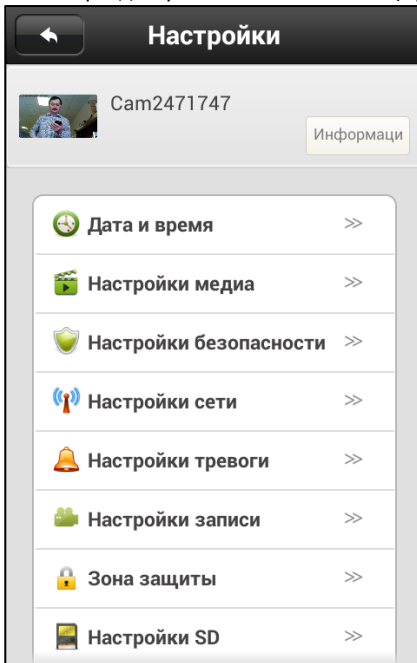 Настройки
Cam2471747
Информаци
Дата и время
Настройки медиа
Настройки безопасности
Настройки сети
Настройки тревоги
Настройки записи
Зона защиты
Настройки SD